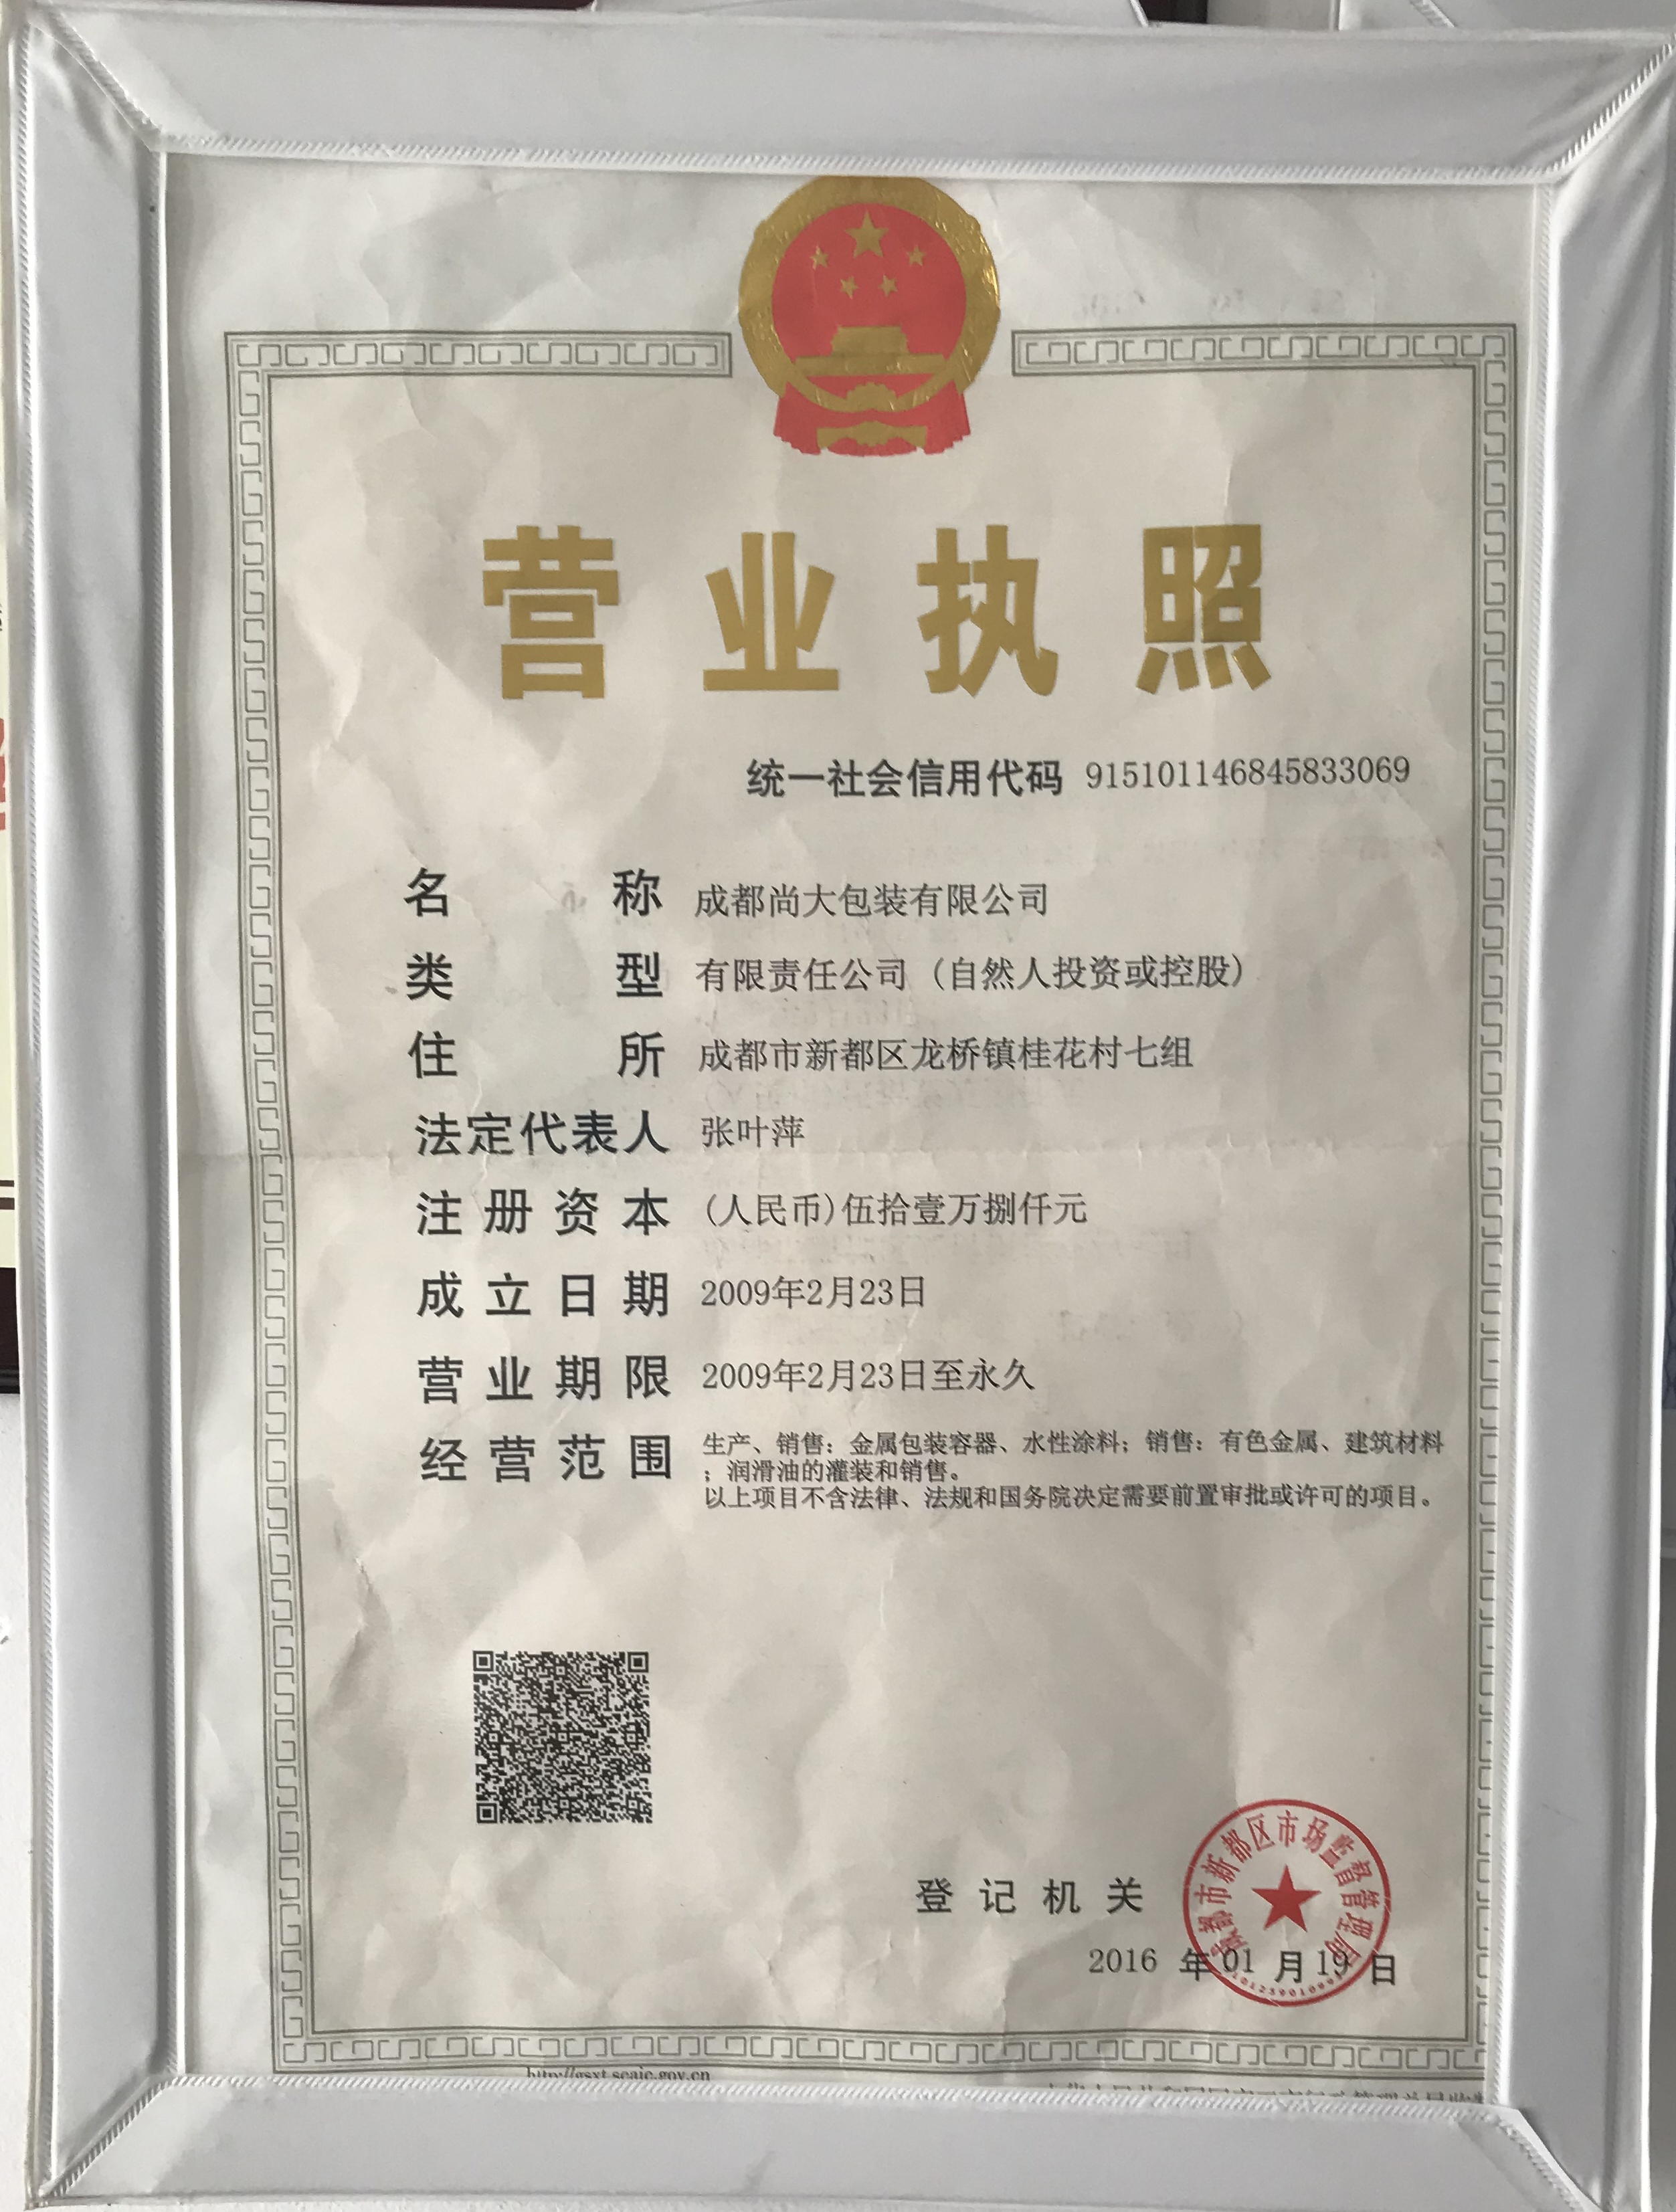 营业执照
统一社会信用代码 915101146845833069
名称 成都尚大包装有限公司
类型 有限责任公司（自然人投资或控股）
住所 成都市新都区龙桥镇桂花村七组
法定代表人 张叶萍
注册资本 (人民币)伍拾壹万捌仟元
成立日期 2009年2月23日
营业期限 2009年2月23日至永久
经营范围 生产、销售：金属包装容器、水性涂料；销售：有色金属、建筑材料
；润滑油的灌装和销售。
以上项目不含法律、法规和国务院决定需要前置审批或许可的项目。
成都市新都区市场监督管理局
登记机关
2016 年 01 月 19 日
http://gsxt.scaic.gov.cn